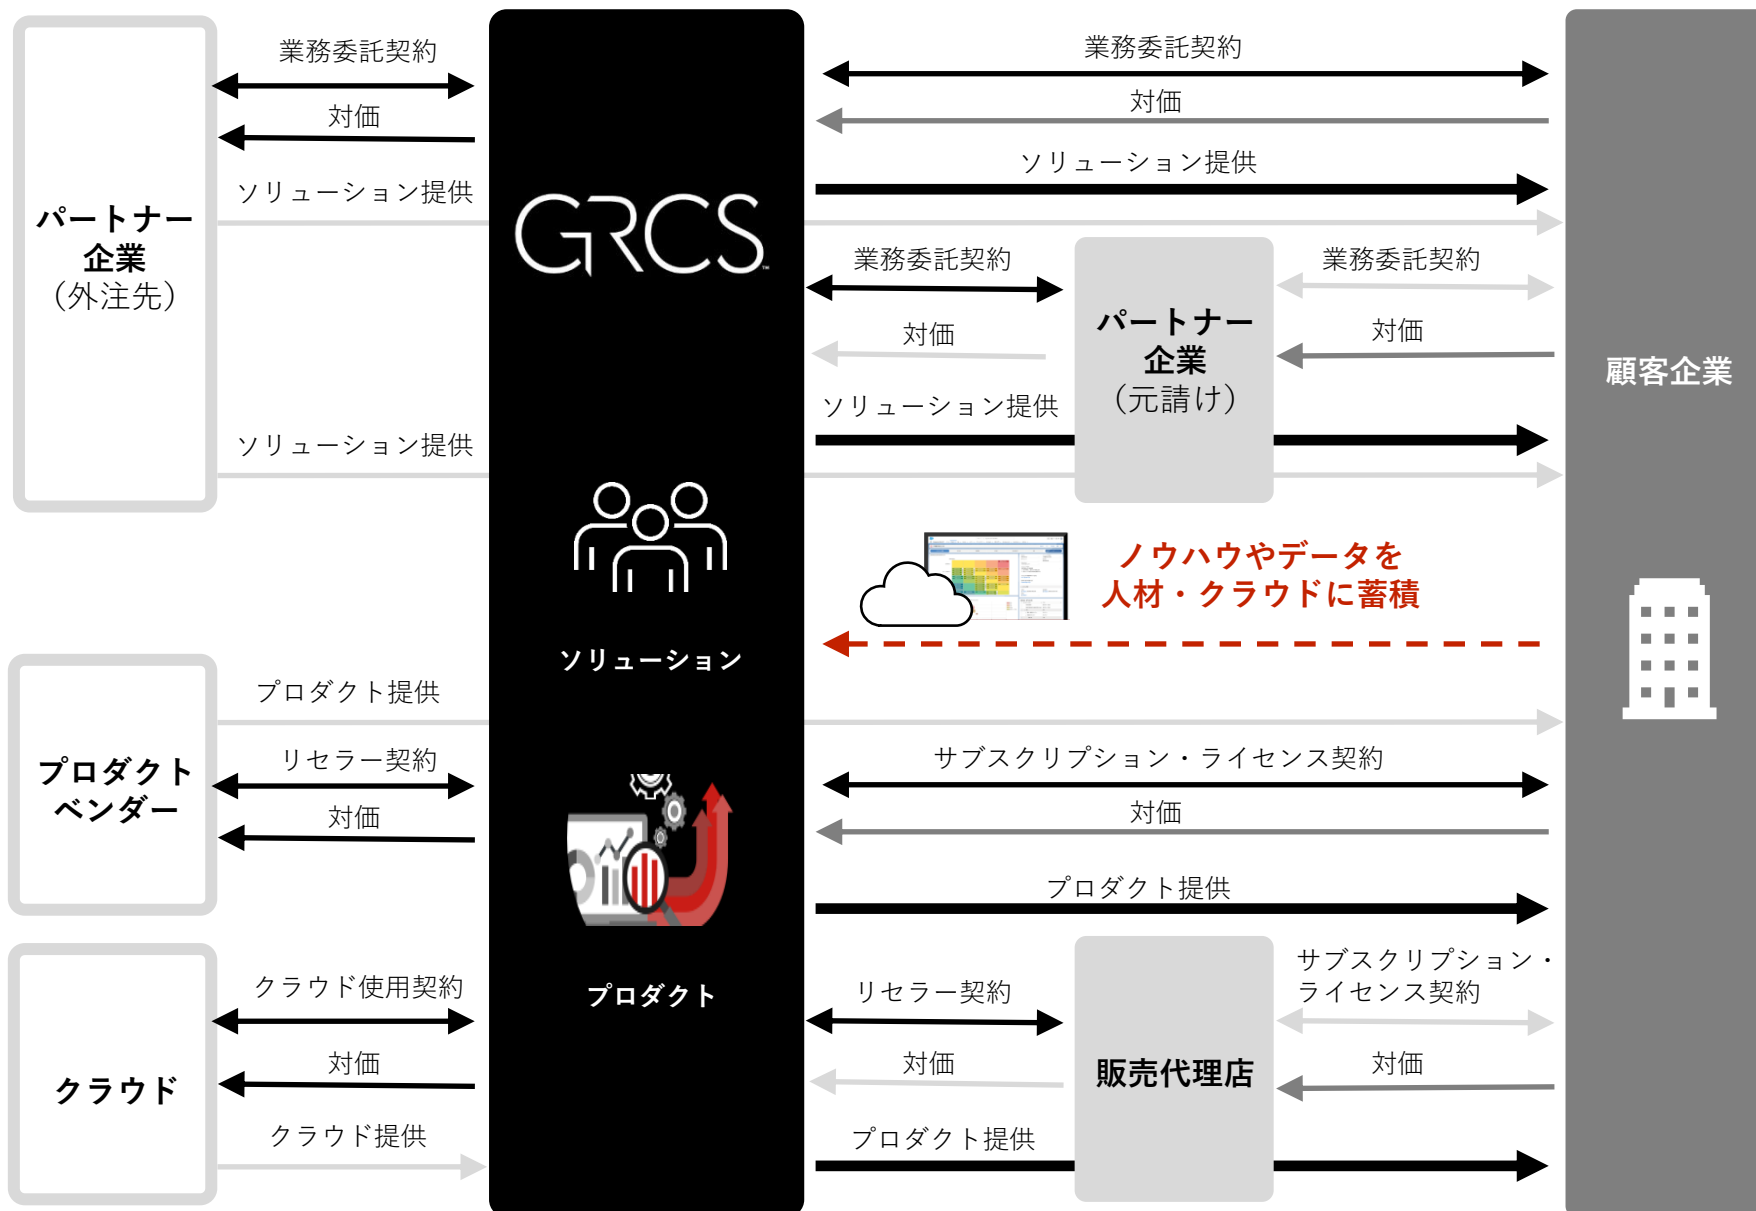 業務委託契約
対価
ソリューション提供
パートナー
企業
（外注先）
ソリューション提供
GRCS
ソリューション
プロダクト
業務委託契約
対価
ソリューション提供
業務委託契約
対価
ソリューション提供
パートナー
企業
（元請け）
業務委託契約
対価
顧客企業
ノウハウやデータを
人材・クラウドに蓄積
プロダクト提供
プロダクト
ベンダー
リセラー契約
対価
サブスクリプション・ライセンス契約
対価
プロダクト提供
クラウド
クラウド使用契約
対価
クラウド提供
リセラー契約
対価
プロダクト提供
販売代理店
サブスクリプション・
ライセンス契約
対価